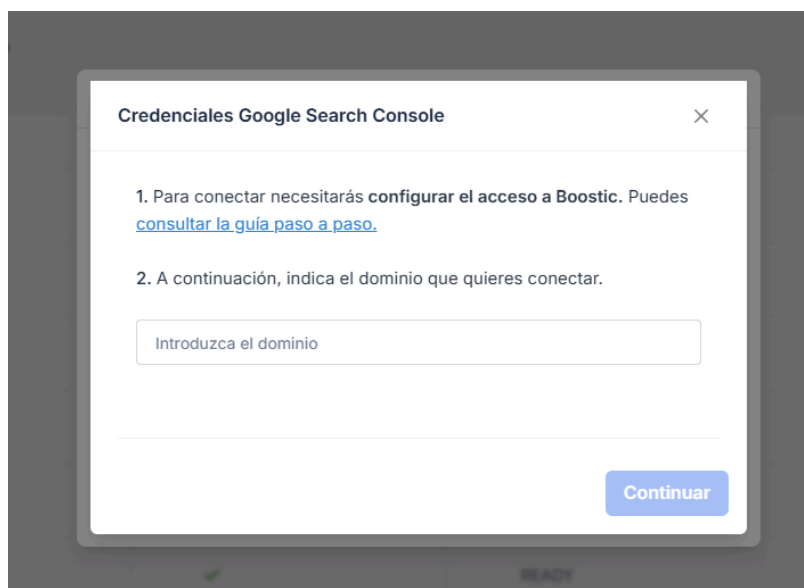 Credenciales Google Search Console
1. Para conectar necesitarás configurar el acceso a Boostic. Puedes
consultar la guía paso a paso.
2. A continuación, indica el dominio que quieres conectar.
Introduzca el dominio
Continuar
READY